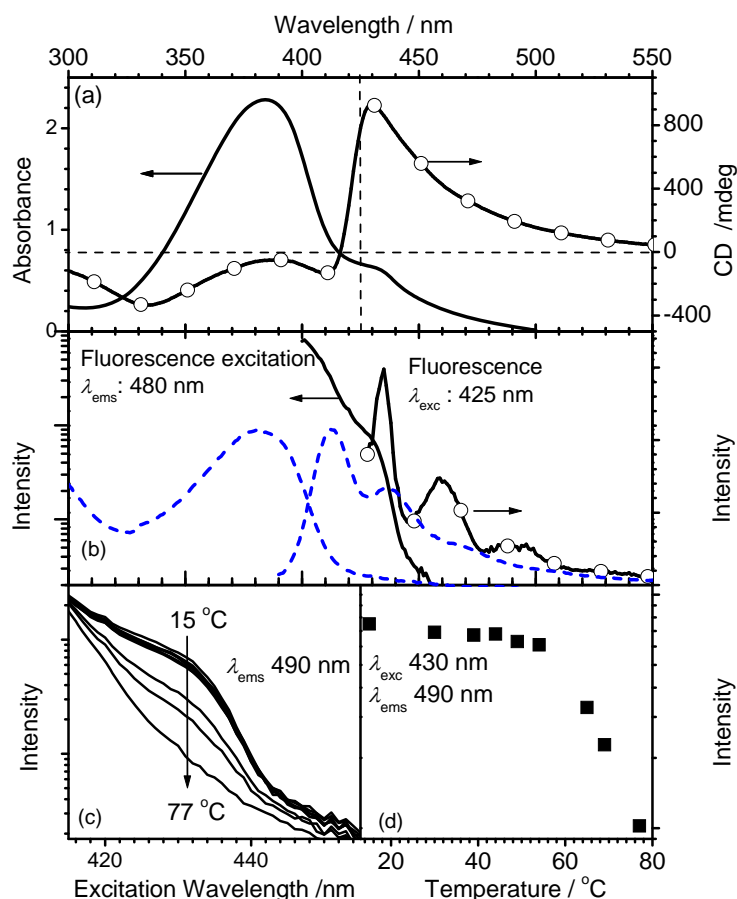 Wavelength / nm
300 350 400 450 500 550
(a)
2
1
0
Absorbance
800
400
0
-400
CD /mdeg
Fluorescence excitation
λems: 480 nm
Fluorescence
λexc : 425 nm
Intensity
Intensity
(b)
15 °C
λems 490 nm
77 °C
(c)
Intensity
λexc 430 nm
λems 490 nm
(d)
Intensity
420 440
20 40 60 80
Excitation Wavelength /nm
Temperature / °C